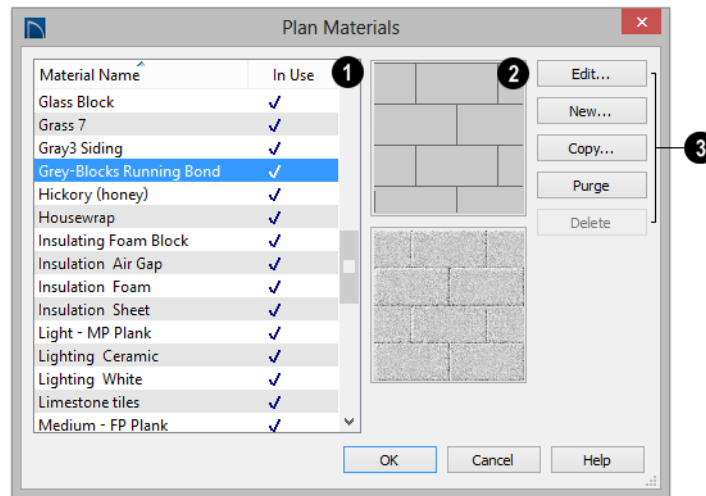 Plan Materials
Material Name In Use 1 2
Glass Block
Grass 7
Gray3 Siding
Grey-Blocks Running Bond
Hickory (honey)
Housewrap
Insulating Foam Block
Insulation Air Gap
Insulation Foam
Insulation Sheet
Light - MP Plank
Lighting Ceramic
Lighting White
Limestone tiles
Medium - FP Plank
Edit...
New...
Copy...
3
Purge
Delete
OK Cancel Help